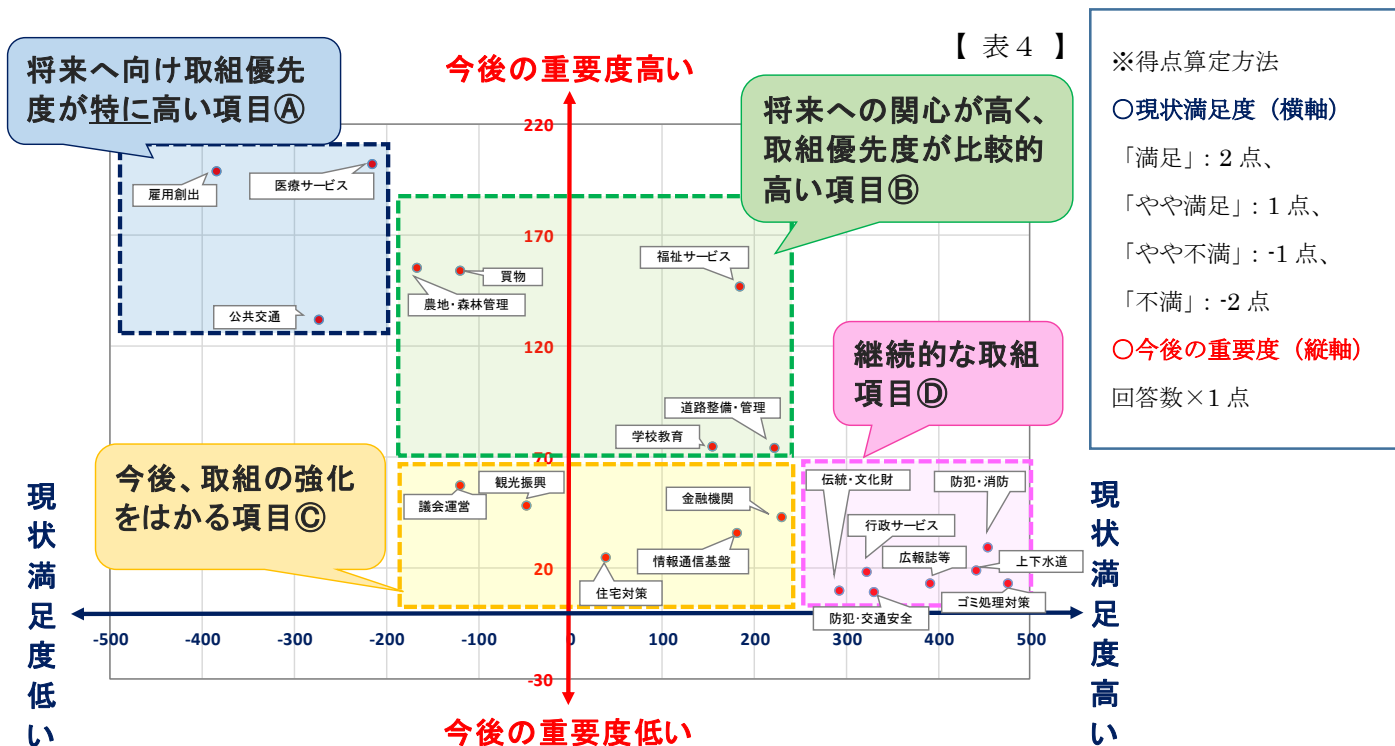 【 表４ 】
将来へ向け取組優先
度が特に高い項目Ⓐ
今後の重要度高い
将来への関心が高く、
取組優先度が比較的
高い項目Ⓑ
※得点算定方法
○現状満足度（横軸）
「満足」: 2 点、
「やや満足」: 1 点、
「やや不満」: -1 点、
「不満」: -2 点
○今後の重要度（縦軸）
回答数×1 点
220
170
120
70
20
-30
雇用創出
医療サービス
公共交通
買物
農地・森林管理
福祉サービス
道路整備・管理
学校教育
継続的な取組
項目Ⓓ
今後、取組の強化
をはかる項目Ⓒ
議会運営
観光振興
金融機関
情報通信基盤
住宅対策
伝統・文化財
防犯・消防
行政サービス
広報誌等
上下水道
ゴミ処理対策
防犯・交通安全
現状満足度低い
現状満足度高い
-500 -400 -300 -200 -100 0 100 200 300 400 500
今後の重要度低い